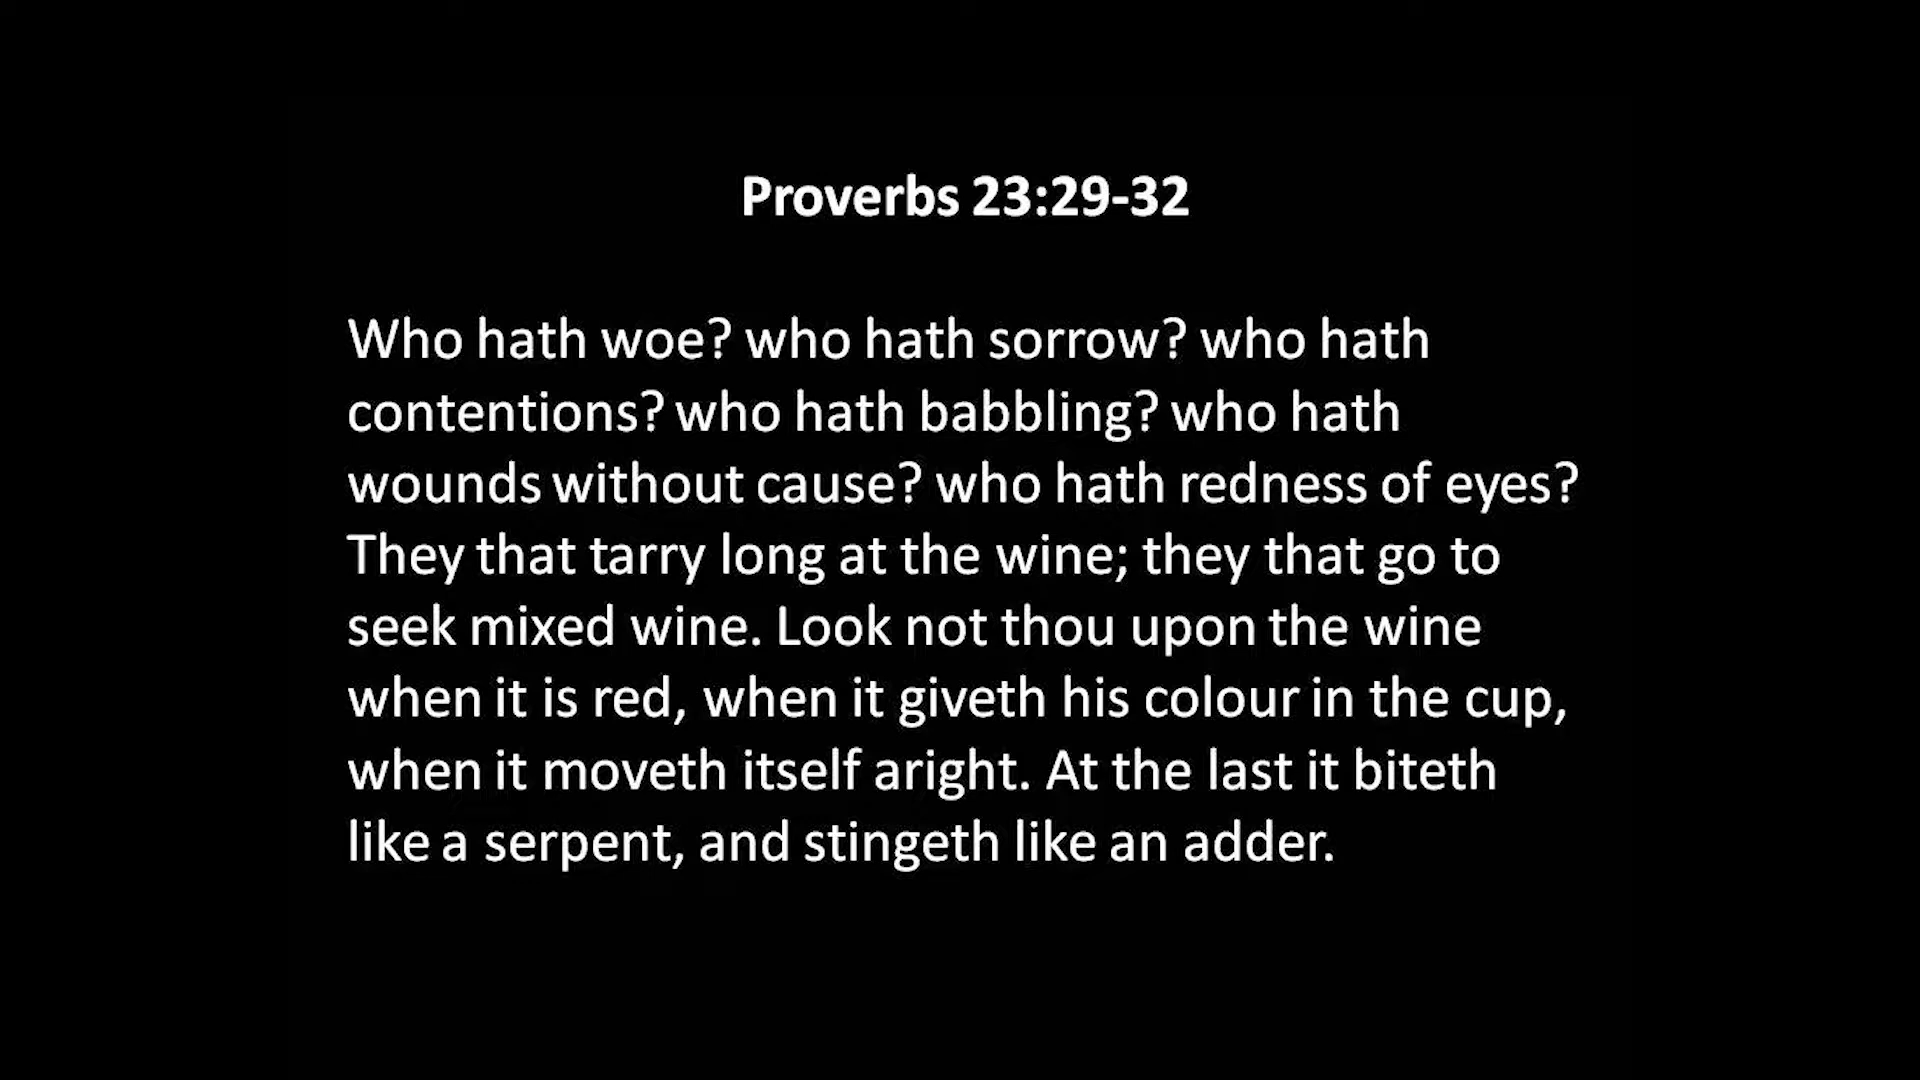 Proverbs 23:29-32
Who hath woe? who hath sorrow? who hath
contentions? who hath babbling? who hath
wounds without cause? who hath redness of eyes?
They that tarry long at the wine; they that go to
seek mixed wine. Look not thou upon the wine
when it is red, when it giveth his colour in the cup,
when it moveth itself aright. At the last it biteth
like a serpent, and stingeth like an adder.